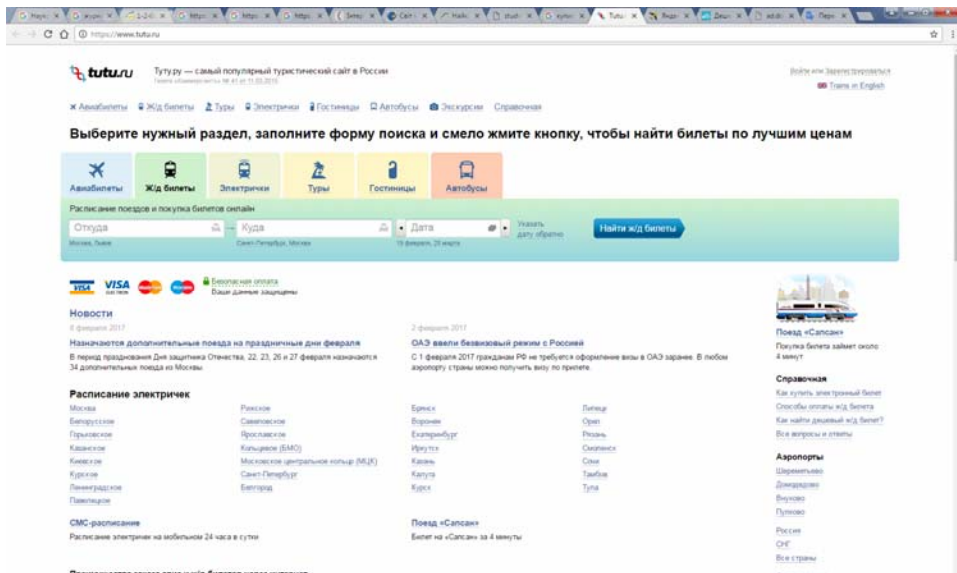 https://www.tutu.ru
tutu.ru Туту.ру — самый популярный туристический сайт в России
Войти или Зарегистрироваться
Trains in English
Авиабилеты Ж/д билеты Туры Электрички Гостиницы Автобусы Экскурсии Справочная
Выберите нужный раздел, заполните форму поиска и смело жмите кнопку, чтобы найти билеты по лучшим ценам
Авиабилеты Ж/д билеты Электрички Туры Гостиницы Автобусы
Расписание поездов и покупка билетов онлайн
Откуда → Куда Дата Указать дату обратно Найти ж/д билеты
Москва, Санкт-Петербург, Москва
VISA VISA Безопасная оплата
Ваши данные защищены
Новости
8 февраля 2017
Назначаются дополнительные поезда на праздничные дни февраля
В период празднования Дня защитника Отечества, 22, 23, 26 и 27 февраля назначаются
34 дополнительных поезда из Москвы.
2 февраля 2017
ОАЭ ввели безвизовый режим с Россией
С 1 февраля 2017 гражданам РФ не требуется оформление визы в ОАЭ заранее. В любом
аэропорту страны можно получить визу по прилете.
Расписание электричек
Москва Рижское Брянск Липецк
Белорусское Савеловское Воронеж Орел
Горьковское Ярославское Екатеринбург Рязань
Казанское Кольцевое (БМО) Иркутск Смоленск
Киевское Московское центральное кольцо (МЦК) Казань Сочи
Курское Санкт-Петербург Калуга Тамбов
Ленинградское Белгород Курск Тула
Павелецкое
СМС-расписание
Расписание электричек на мобильном 24 часа в сутки
Поезд «Сапсан»
Билет на «Сапсан» за 4 минуты
Поезд «Сапсан»
Покупка билета займет около
4 минут
Справочная
Как купить электронный билет
Способы оплаты ж/д билета
Как найти дешевый ж/д билет?
Все вопросы и ответы
Аэропорты
Шереметьево
Домодедово
Внуково
Пулково
Россия
СНГ
Все страны